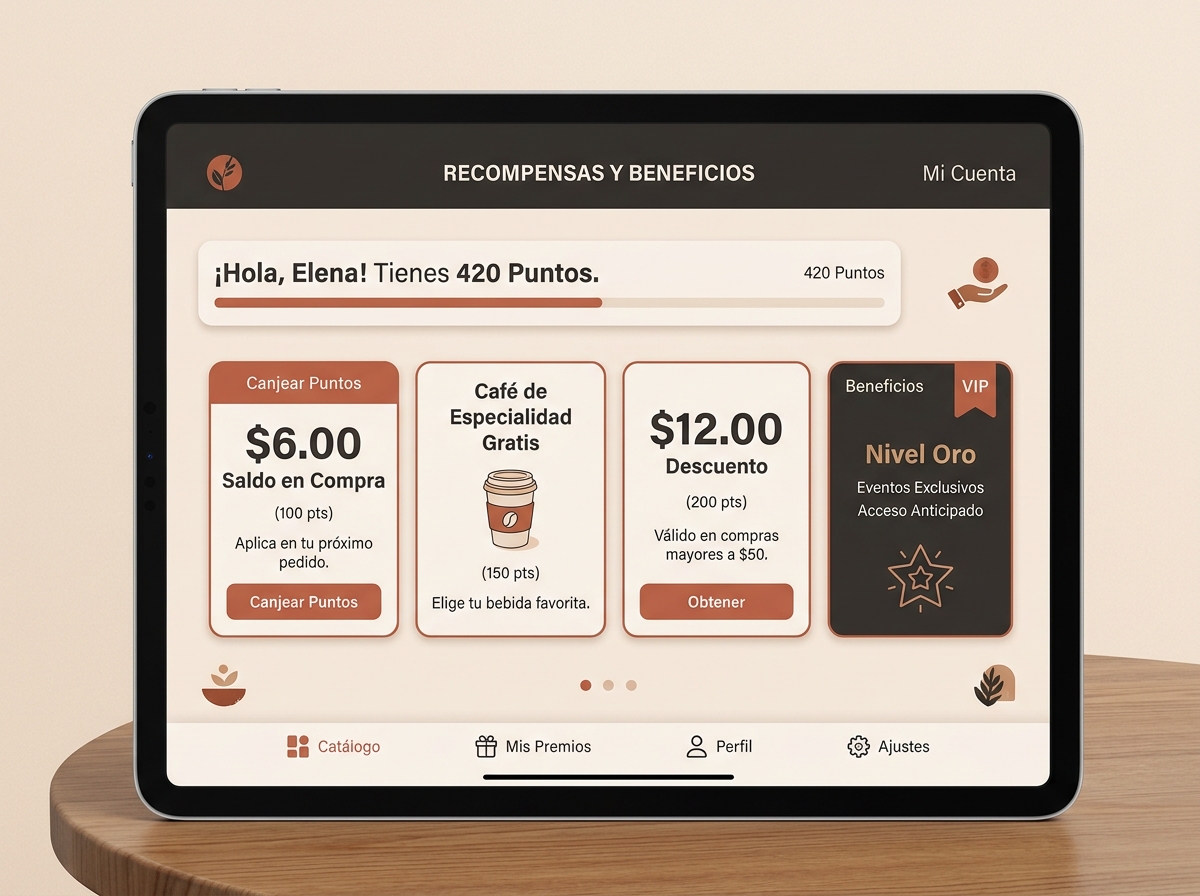 RECOMPENSAS Y BENEFICIOS
Mi Cuenta
¡Hola, Elena! Tienes 420 Puntos.
420 Puntos
Canjear Puntos
$6.00
Saldo en Compra
(100 pts)
Aplica en tu próximo
pedido.
Canjear Puntos
Café de
Especialidad
Gratis
(150 pts)
Elige tu bebida favorita.
$12.00
Descuento
(200 pts)
Válido en compras
mayores a $50.
Obtener
Beneficios
VIP
Nivel Oro
Eventos Exclusivos
Acceso Anticipado
Catálogo
Mis Premios
Perfil
Ajustes